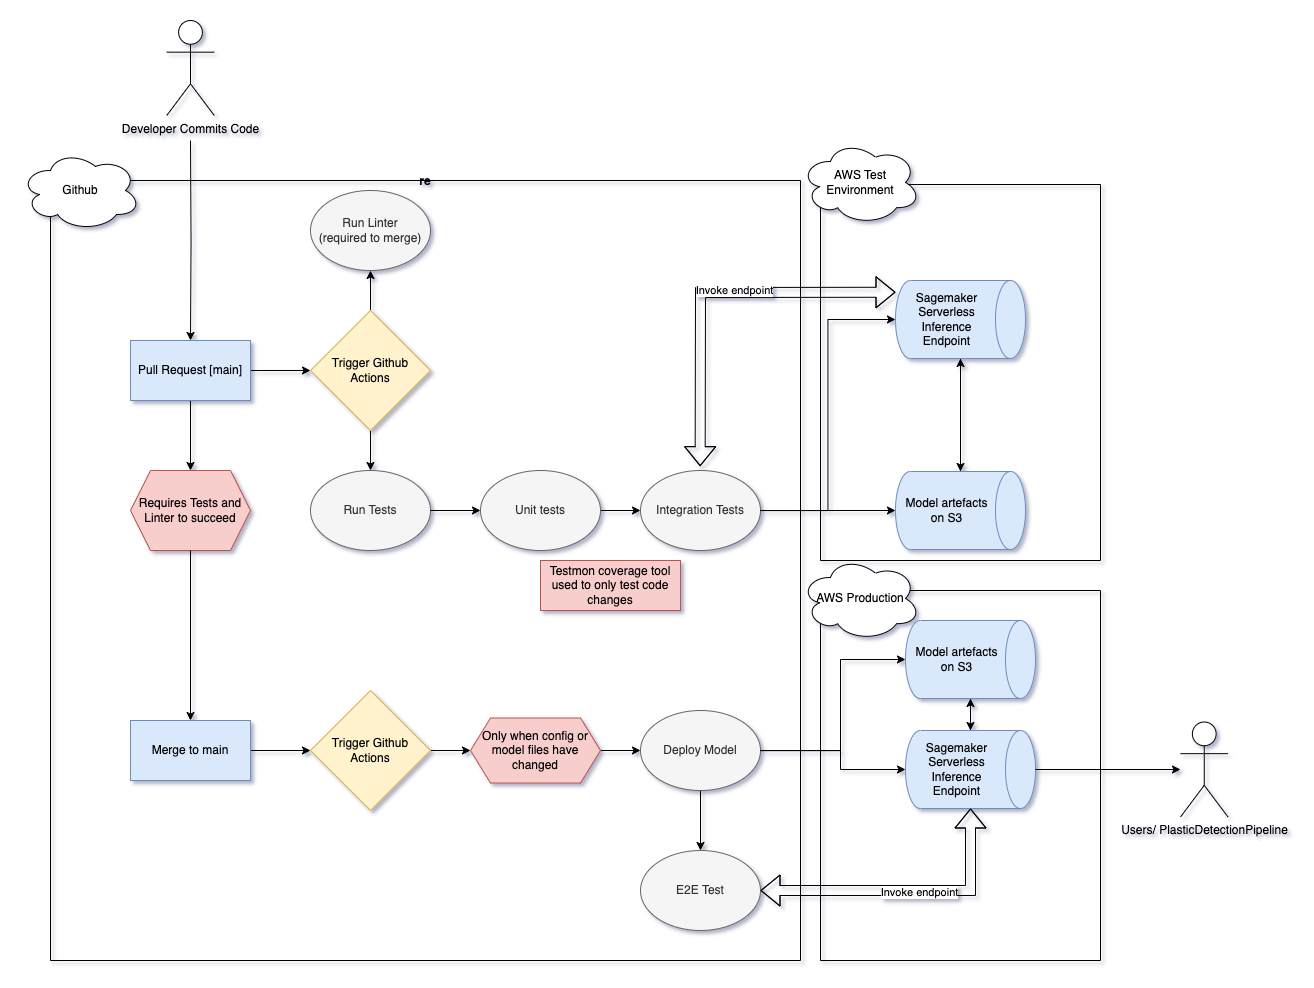 Developer Commits Code
Github
re
AWS Test
Environment
Run Linter
(required to merge)
Invoke endpoint
Sagemaker
Serverless
Inference
Endpoint
Pull Request [main]
Trigger Github
Actions
Requires Tests and
Linter to succeed
Run Tests
Unit tests
Integration Tests
Model artefacts
on S3
Testmon coverage tool
used to only test code
changes
AWS Production
Model artefacts
on S3
Merge to main
Trigger Github
Actions
Only when config or
model files have
changed
Deploy Model
Sagemaker
Serverless
Inference
Endpoint
Users/ PlasticDetectionPipeline
E2E Test
Invoke endpoint